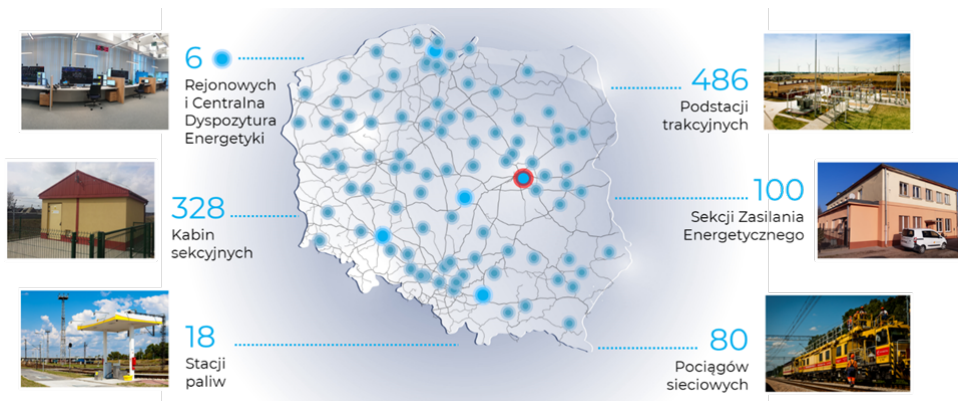 6
Rejonowych
i Centralna
Dyspozytura
Energetyki
328
Kabin
sekcyjnych
18
Stacji
paliw
486
Podstacji
trakcyjnych
100
Sekcji Zasilania
Energetycznego
80
Pociągów
sieciowych